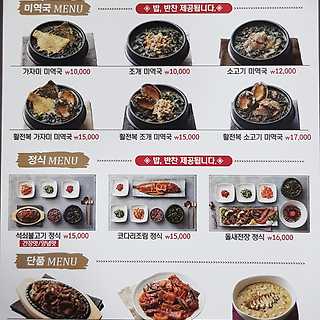 미역국 MENU
◆ 밥, 반찬 제공됩니다. ◆
가자미 미역국 ₩10,000
조개 미역국 ₩10,000
소고기 미역국 ₩12,000
활전복 가자미 미역국 ₩15,000
활전복 조개 미역국 ₩15,000
활전복 소고기 미역국 ₩17,000
정식 MENU
◆ 밥, 반찬 제공됩니다. ◆
석쇠불고기 정식 ₩15,000
간장맛/양념맛
코다리조림 정식 ₩15,000
돌새전장 정식 ₩16,000
단품 MENU